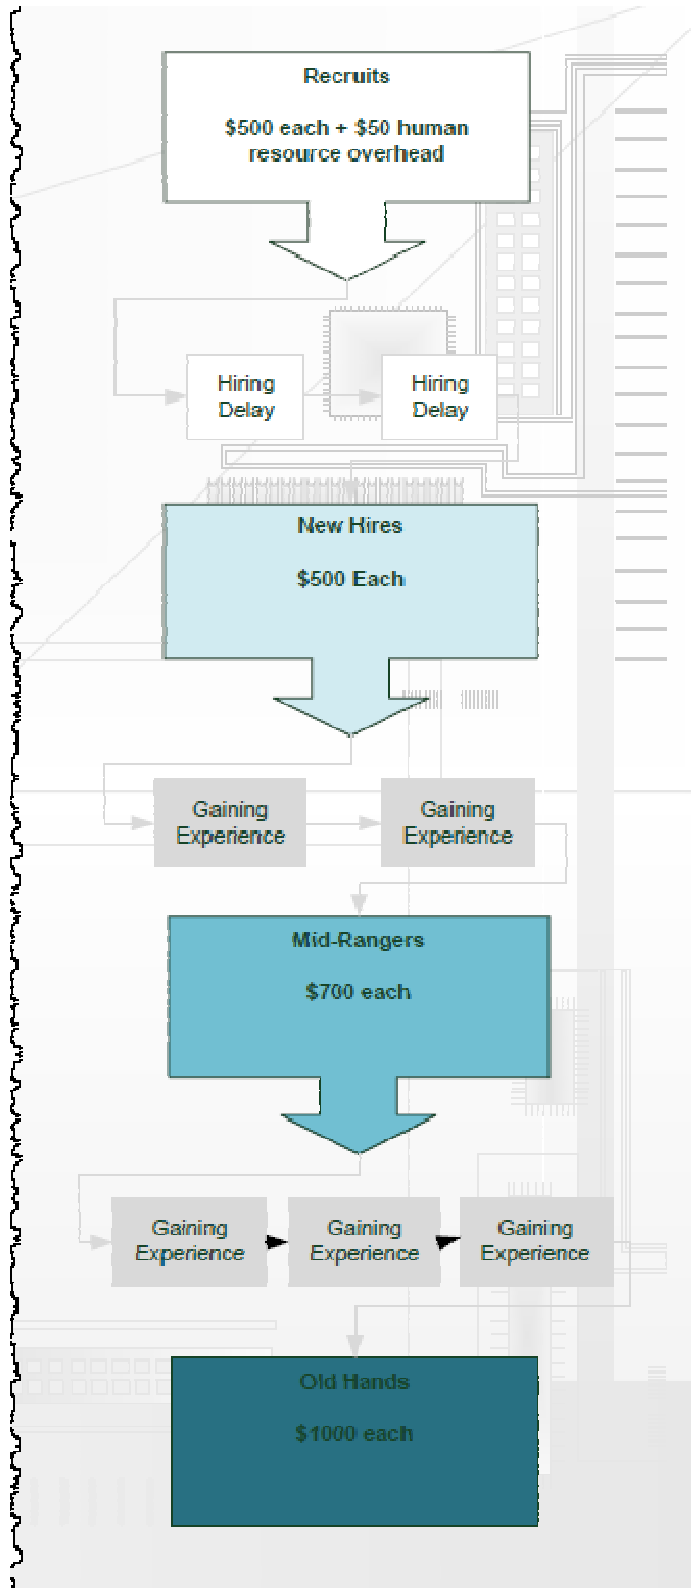 Recruits
$500 each + $50 human
resource overhead
Hiring
Delay
Hiring
Delay
New Hires
$500 Each
Gaining
Experience
Gaining
Experience
Mid-Rangers
$700 each
Gaining
Experience
Gaining
Experience
Gaining
Experience
Old Hands
$1000 each